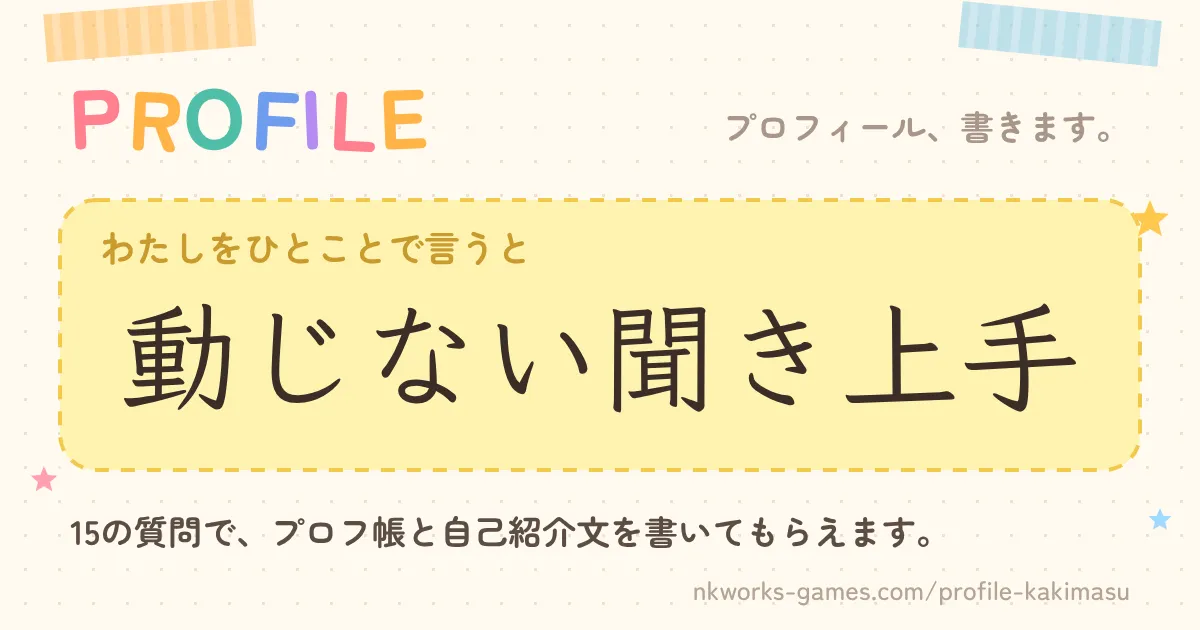 PROFILE
プロフィール、書きます。
わたしをひとことで言うと
動じない聞き上手
15の質問で、プロフ帳と自己紹介文を書いてもらえます。
nkworks-games.com/profile-kakimasu